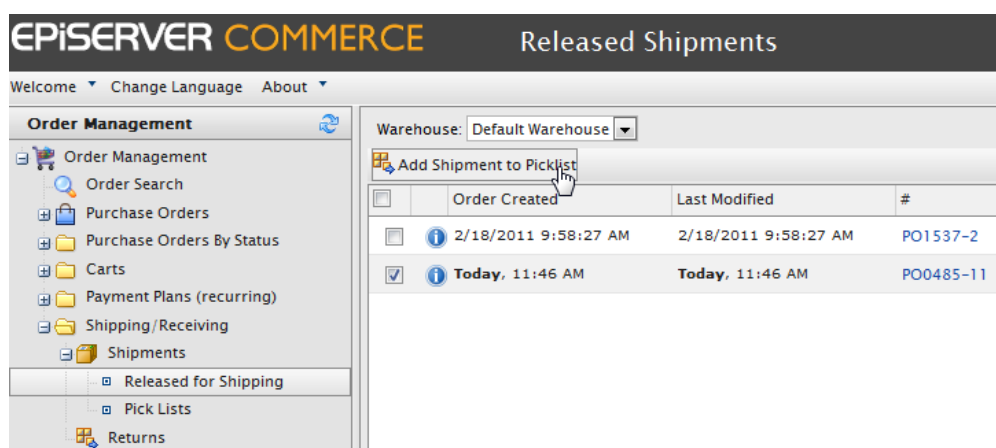 EPiSERVER COMMERCE Released Shipments
Welcome Change Language About
Order Management
Order Management
Order Search
Purchase Orders
Purchase Orders By Status
Carts
Payment Plans (recurring)
Shipping/Receiving
Shipments
Released for Shipping
Pick Lists
Returns
Warehouse: Default Warehouse
Add Shipment to Picklist
Order Created Last Modified #
2/18/2011 9:58:27 AM 2/18/2011 9:58:27 AM PO1537-2
Today, 11:46 AM Today, 11:46 AM PO0485-11